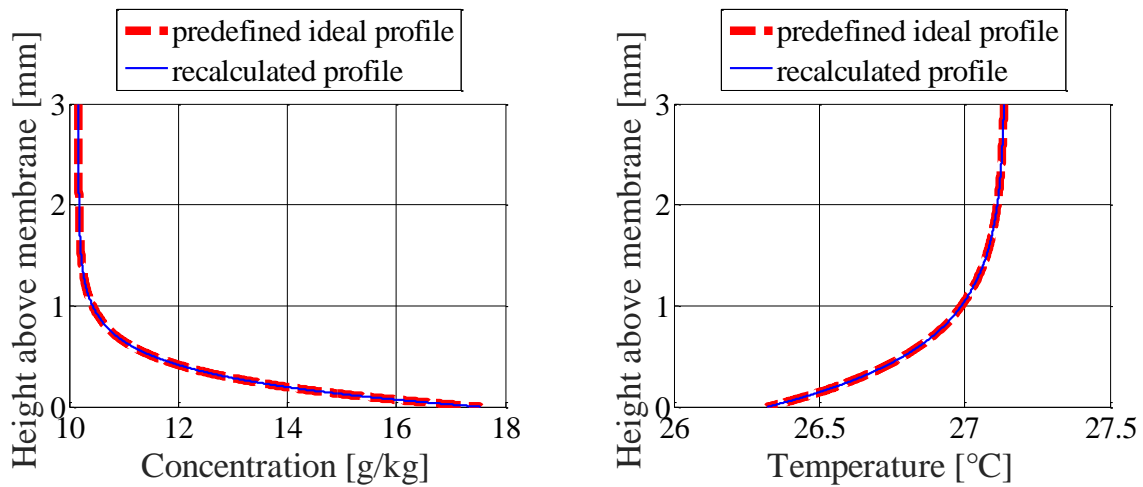 predefined ideal profile
recalculated profile
Height above membrane [mm]
3
2
1
0
10 12 14 16 18
Concentration [g/kg]
predefined ideal profile
recalculated profile
Height above membrane [mm]
3
2
1
0
26 26.5 27 27.5
Temperature [°C]